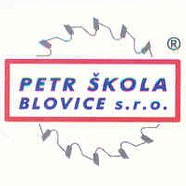 ®
PETR ŠKOLA
BLOVICE s.r.o.